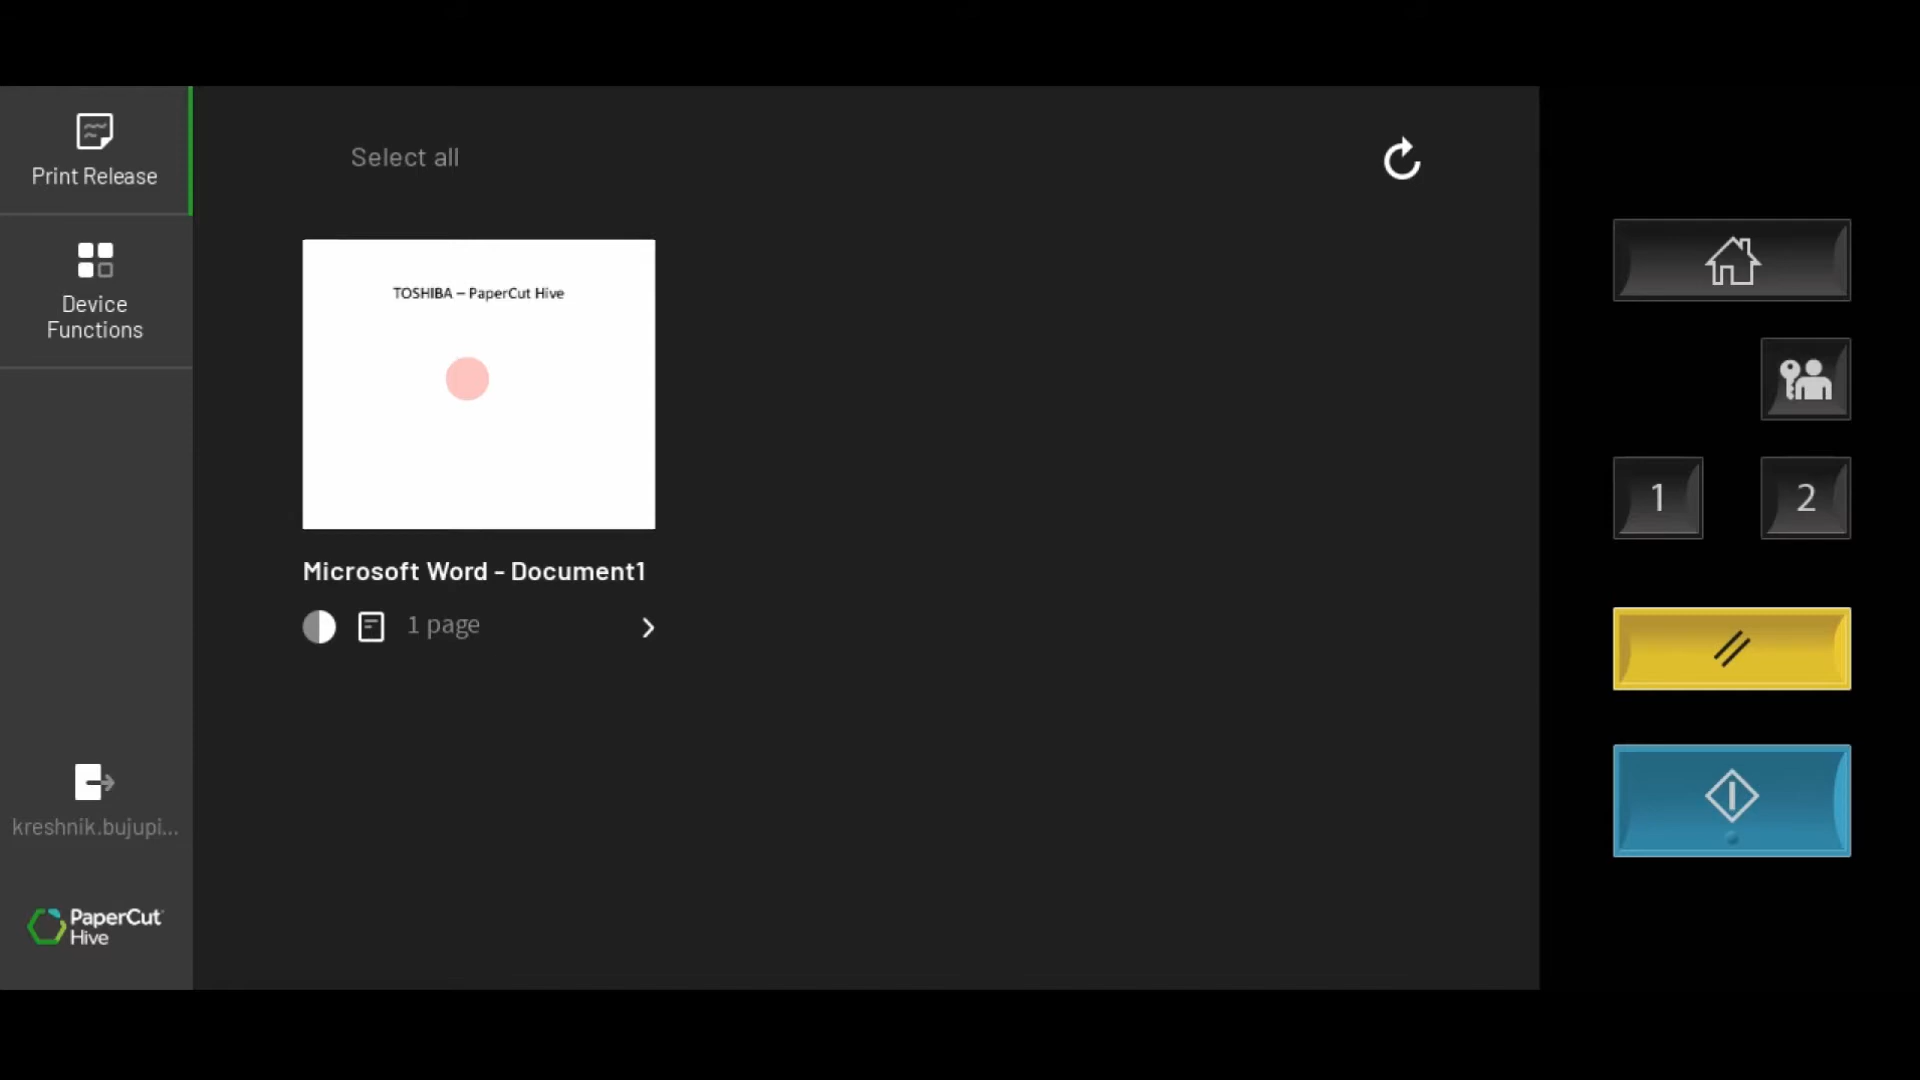 Print Release
Device
Functions
kreshnik.bujupi...
PaperCut
Hive
Select all
TOSHIBA – PaperCut Hive
Microsoft Word - Document1
1 page
1
2